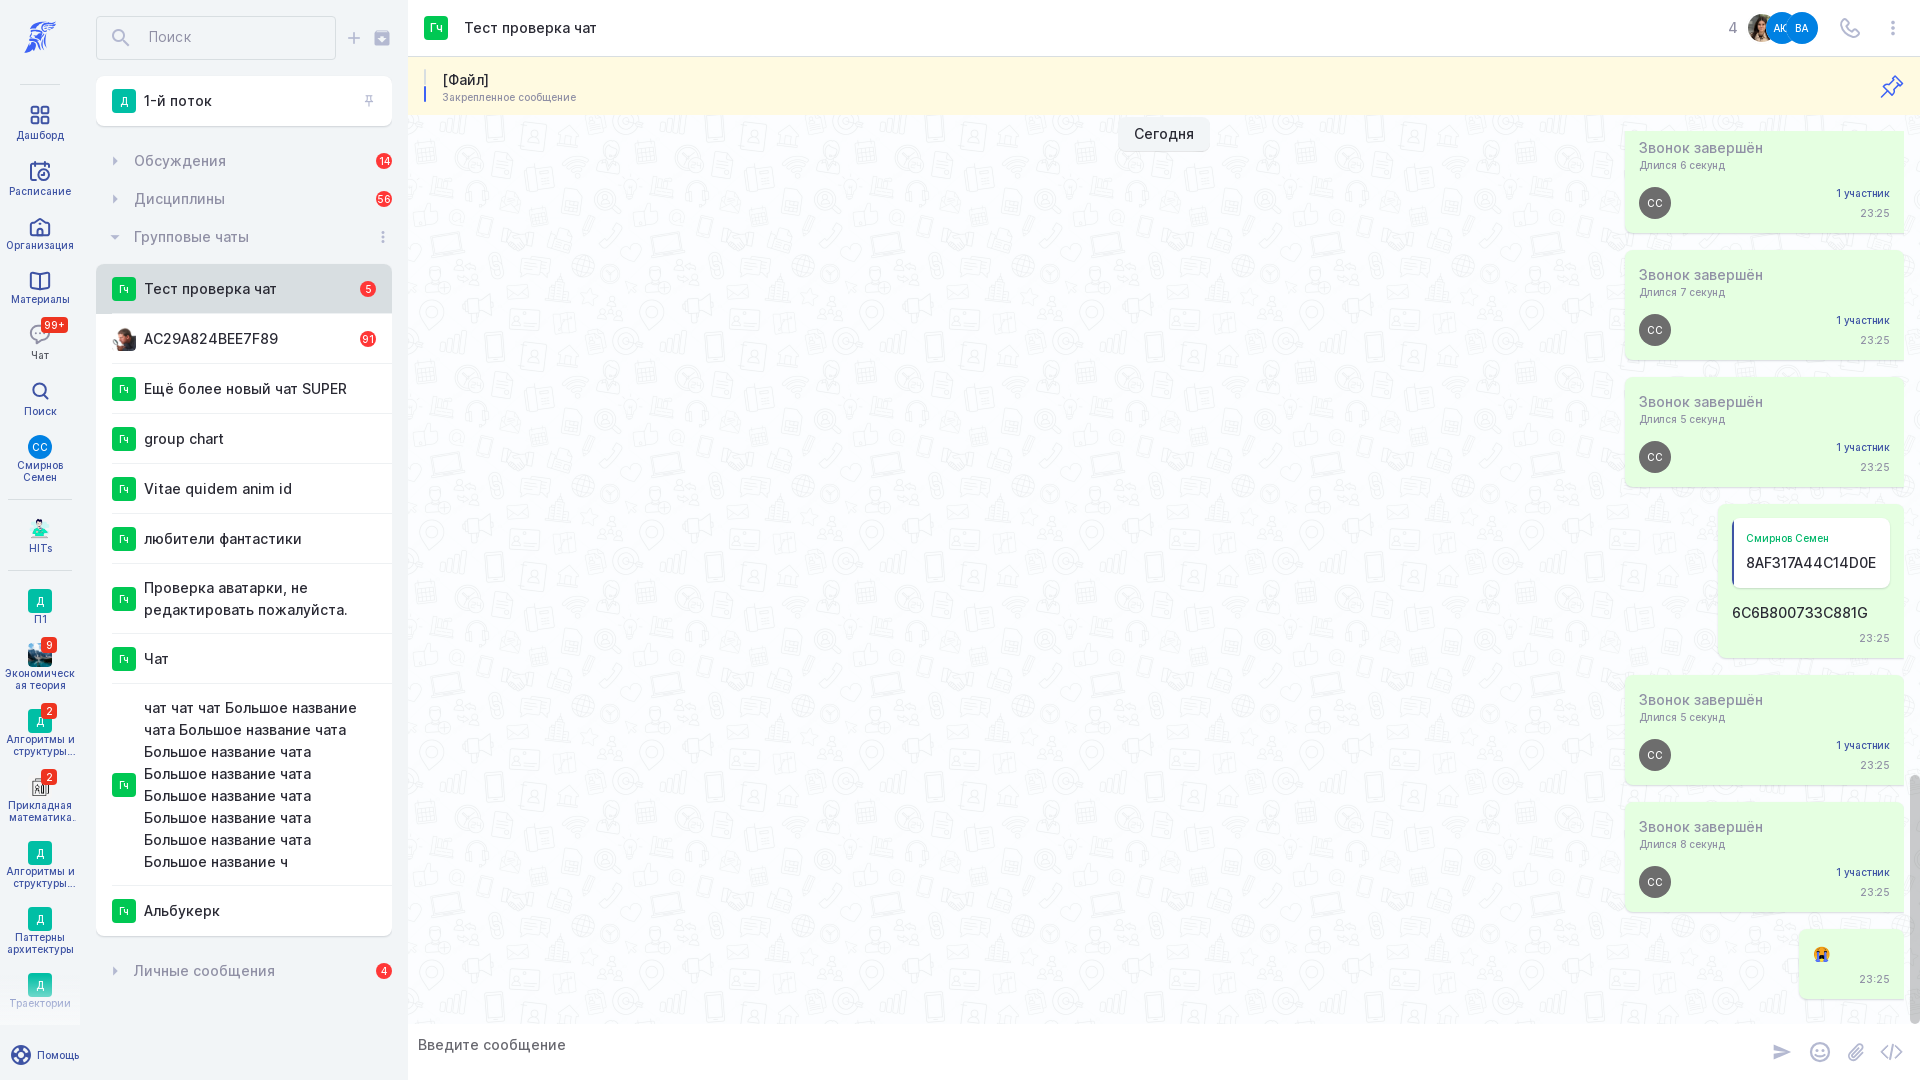 Дашборд
Расписание
Организация
Материалы
99+
Чат
Поиск
СС
Смирнов
Семен
HITs
Д
П1
9
Экономическ
ая теория
2
Д
Алгоритмы и
структуры...
2
Прикладная
математика.
Д
Алгоритмы и
структуры...
Д
Паттерны
архитектуры
Д
Траектории
Помощь
Поиск
Д
1-й поток
Обсуждения
14
Дисциплины
56
Групповые чаты
Гч
Тест проверка чат
5
AC29A824BEE7F89
91
Гч
Ещё более новый чат SUPER
Гч
group chart
Гч
Vitae quidem anim id
Гч
любители фантастики
Гч
Проверка аватарки, не
редактировать пожалуйста.
Гч
Чат
Гч
чат чат чат Большое название
чата Большое название чата
Большое название чата
Большое название чата
Большое название чата
Большое название чата
Большое название чата
Большое название ч
Гч
Альбукерк
Личные сообщения
4
Гч
Тест проверка чат
4
АК
ВА
[Файл]
Закрепленное сообщение
Сегодня
Звонок завершён
Длился 6 секунд
СС
1 участник
23:25
Звонок завершён
Длился 7 секунд
СС
1 участник
23:25
Звонок завершён
Длился 5 секунд
СС
1 участник
23:25
Смирнов Семен
8AF317A44C14D0E
6C6B800733C881G
23:25
Звонок завершён
Длился 5 секунд
СС
1 участник
23:25
Звонок завершён
Длился 8 секунд
СС
1 участник
23:25
😭
23:25
Введите сообщение